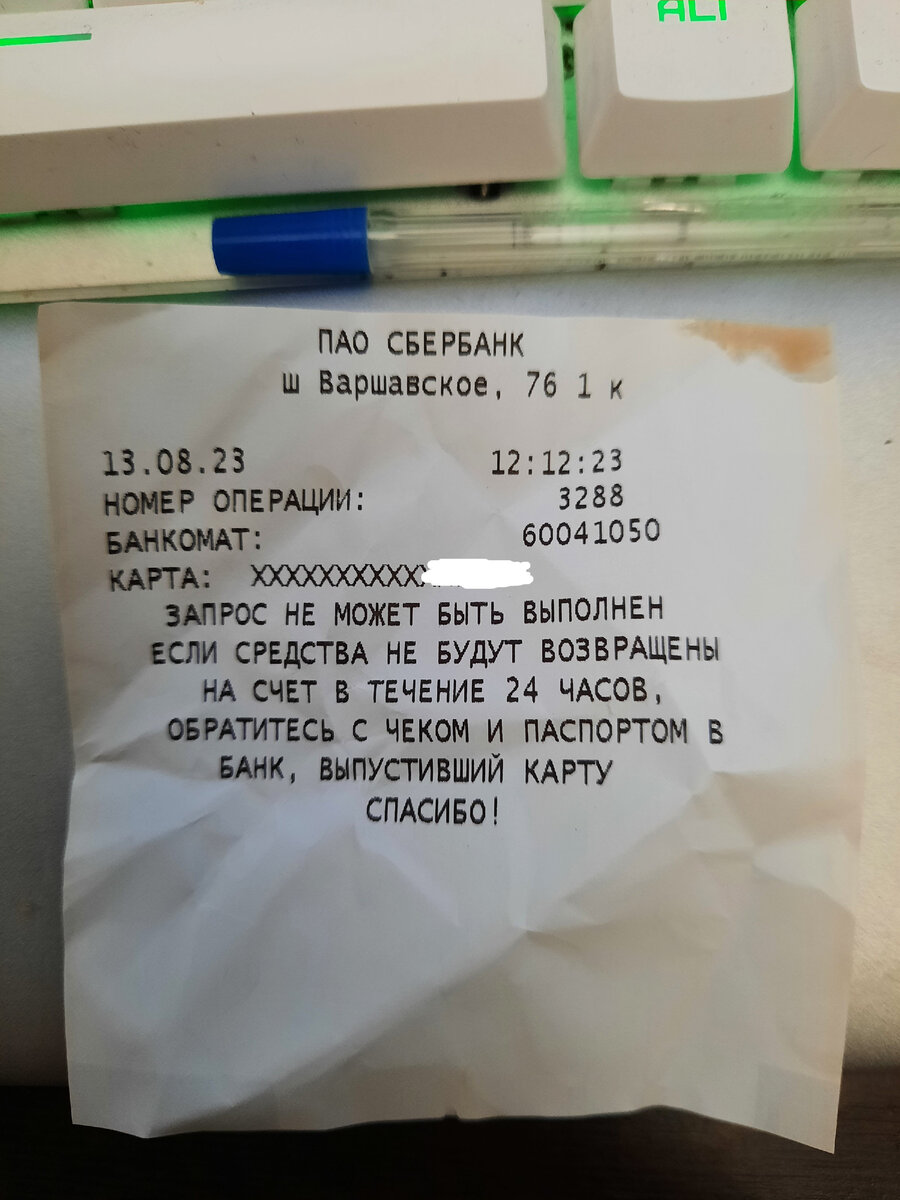 ALT
ПАО СБЕРБАНК
ш Варшавское, 76 1 к
13.08.23 12:12:23
НОМЕР ОПЕРАЦИИ: 3288
БАНКОМАТ: 60041050
КАРТА: XXXXXXXXXXX
ЗАПРОС НЕ МОЖЕТ БЫТЬ ВЫПОЛНЕН
ЕСЛИ СРЕДСТВА НЕ БУДУТ ВОЗВРАЩЕНЫ
НА СЧЕТ В ТЕЧЕНИЕ 24 ЧАСОВ,
ОБРАТИТЕСЬ С ЧЕКОМ И ПАСПОРТОМ В
БАНК, ВЫПУСТИВШИЙ КАРТУ
СПАСИБО!